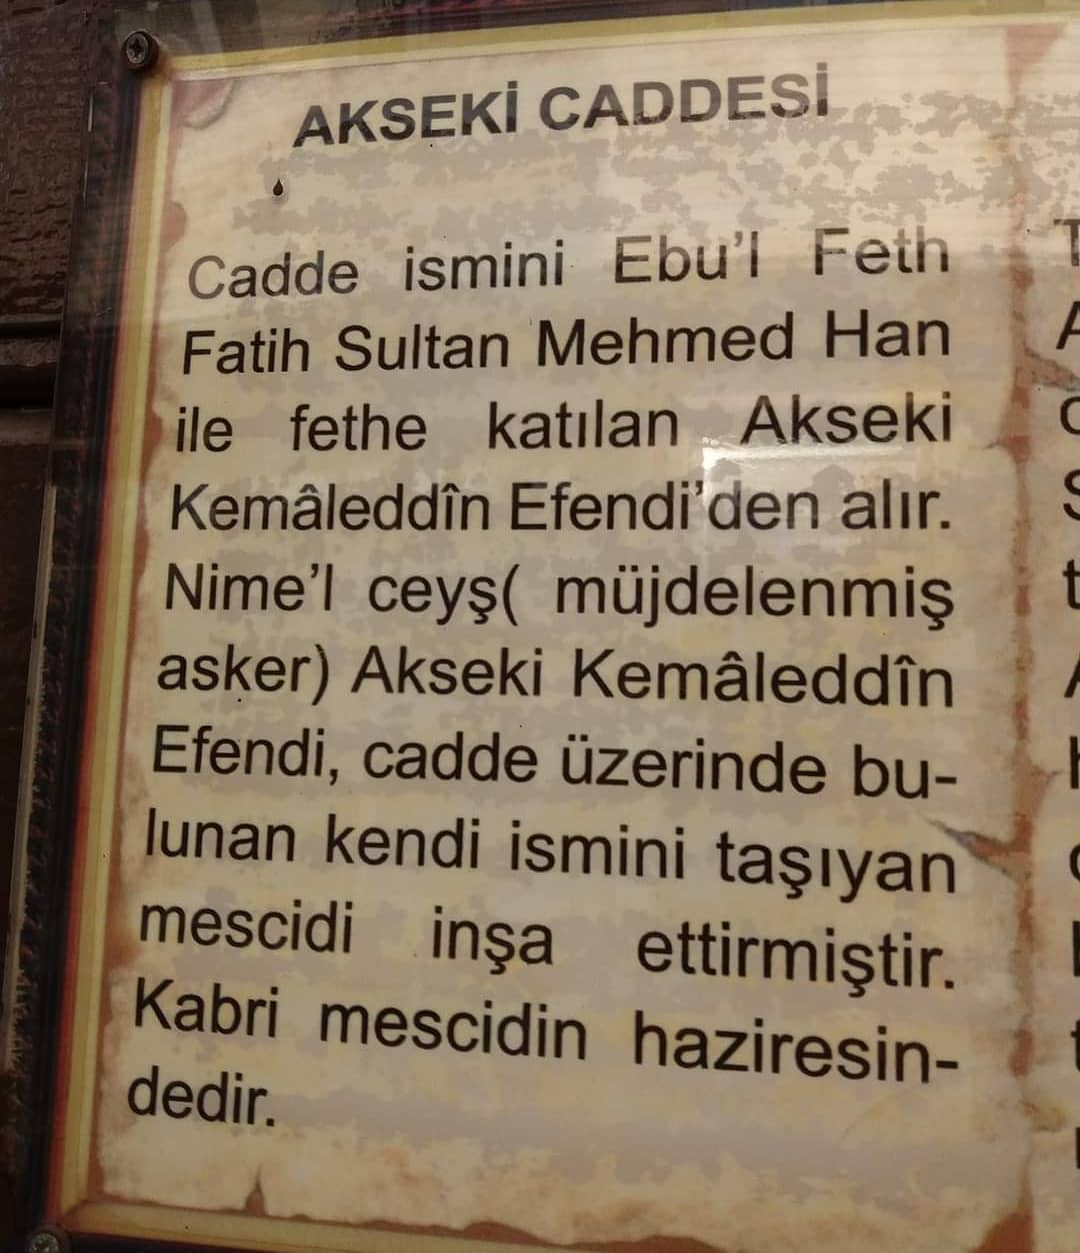 AKSEKİ CADDESİ
Cadde ismini Ebu'l Feth
Fatih Sultan Mehmed Han
ile fethe katılan Akseki
Kemâleddîn Efendi'den alır.
Nime'l ceyş( müjdelenmiş
asker) Akseki Kemâleddîn
Efendi, cadde üzerinde bu-
lunan kendi ismini taşıyan
mescidi inşa ettirmiştir.
Kabri mescidin haziresin-
dedir.